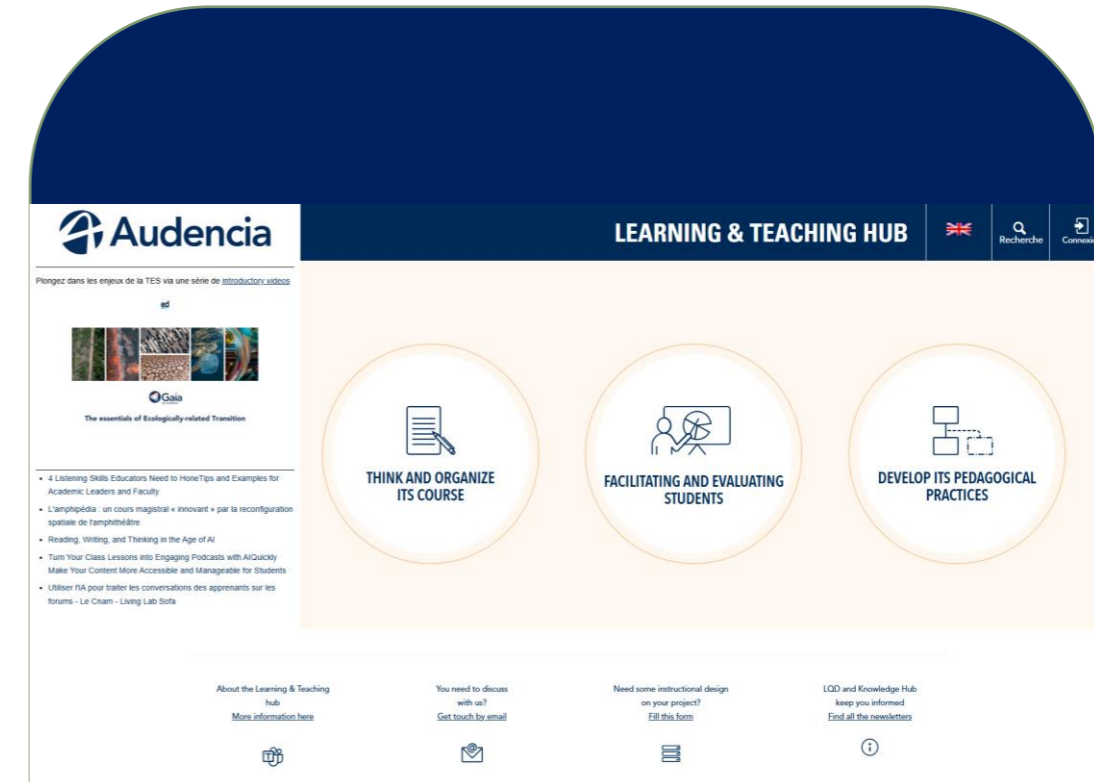 Audencia
LEARNING & TEACHING HUB
Recherche
Connexi
Plongez dans les enjeux de la TES via une série de introductory videos
ed
Gaia
The essentials of Ecologically-related Transition
• 4 Listening Skills Educators Need to HoneTips and Examples for
Academic Leaders and Faculty
• L'amphipédia : un cours magistral « innovant » par la reconfiguration
spatiale de l'amphithéâtre
• Reading, Writing, and Thinking in the Age of AI
• Turn Your Class Lessons into Engaging Podcasts with AIQuickly
Make Your Content More Accessible and Manageable for Students
• Utiliser l'IA pour traiter les conversations des apprenants sur les
forums - Le Cnam - Living Lab Sofa
THINK AND ORGANIZE
ITS COURSE
FACILITATING AND EVALUATING
STUDENTS
DEVELOP ITS PEDAGOGICAL
PRACTICES
About the Learning & Teaching
hub
More information here
You need to discuss
with us?
Get touch by email
Need some instructional design
on your project?
Fill this form
LQD and Knowledge Hub
keep you informed
Find all the newsletters